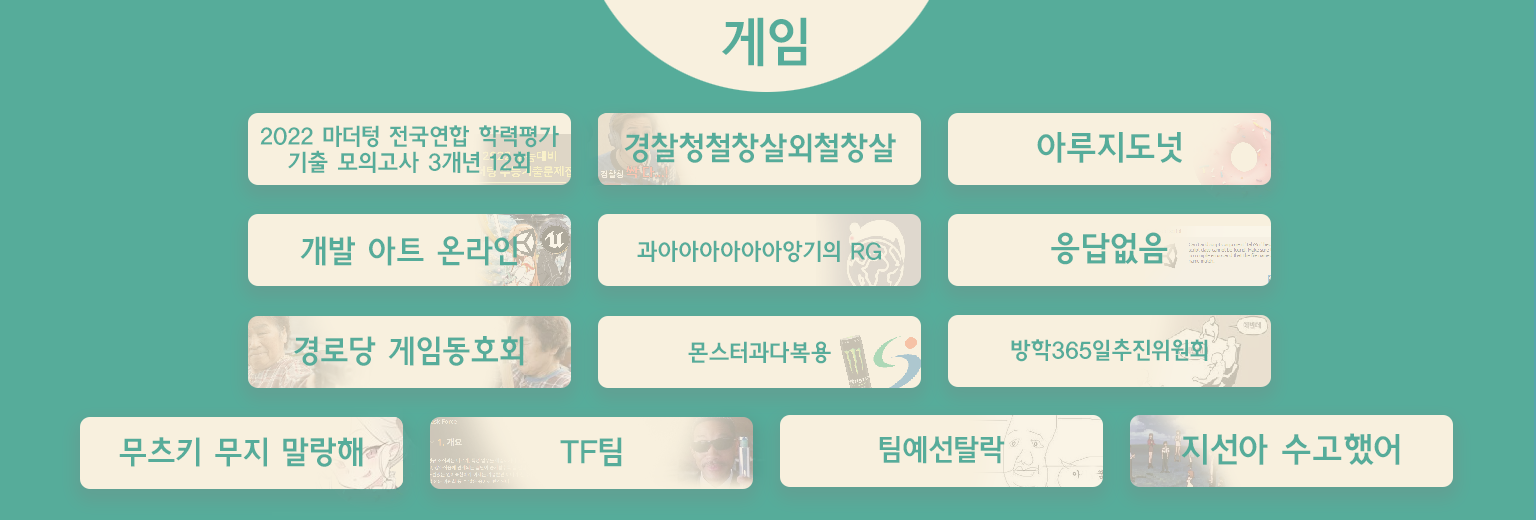 게임
2022 마더텅 전국연합 학력평가
기출 모의고사 3개년 12회
경찰청철창살외철창살
아루지도넛
개발 아트 온라인
과아아아아아아앙기의 RG
응답없음
경로당 게임동호회
몬스터과다복용
방학365일추진위원회
무츠키 무지 말랑해
1. 개요
TF팀
팀예선탈락
아
지선아 수고했어